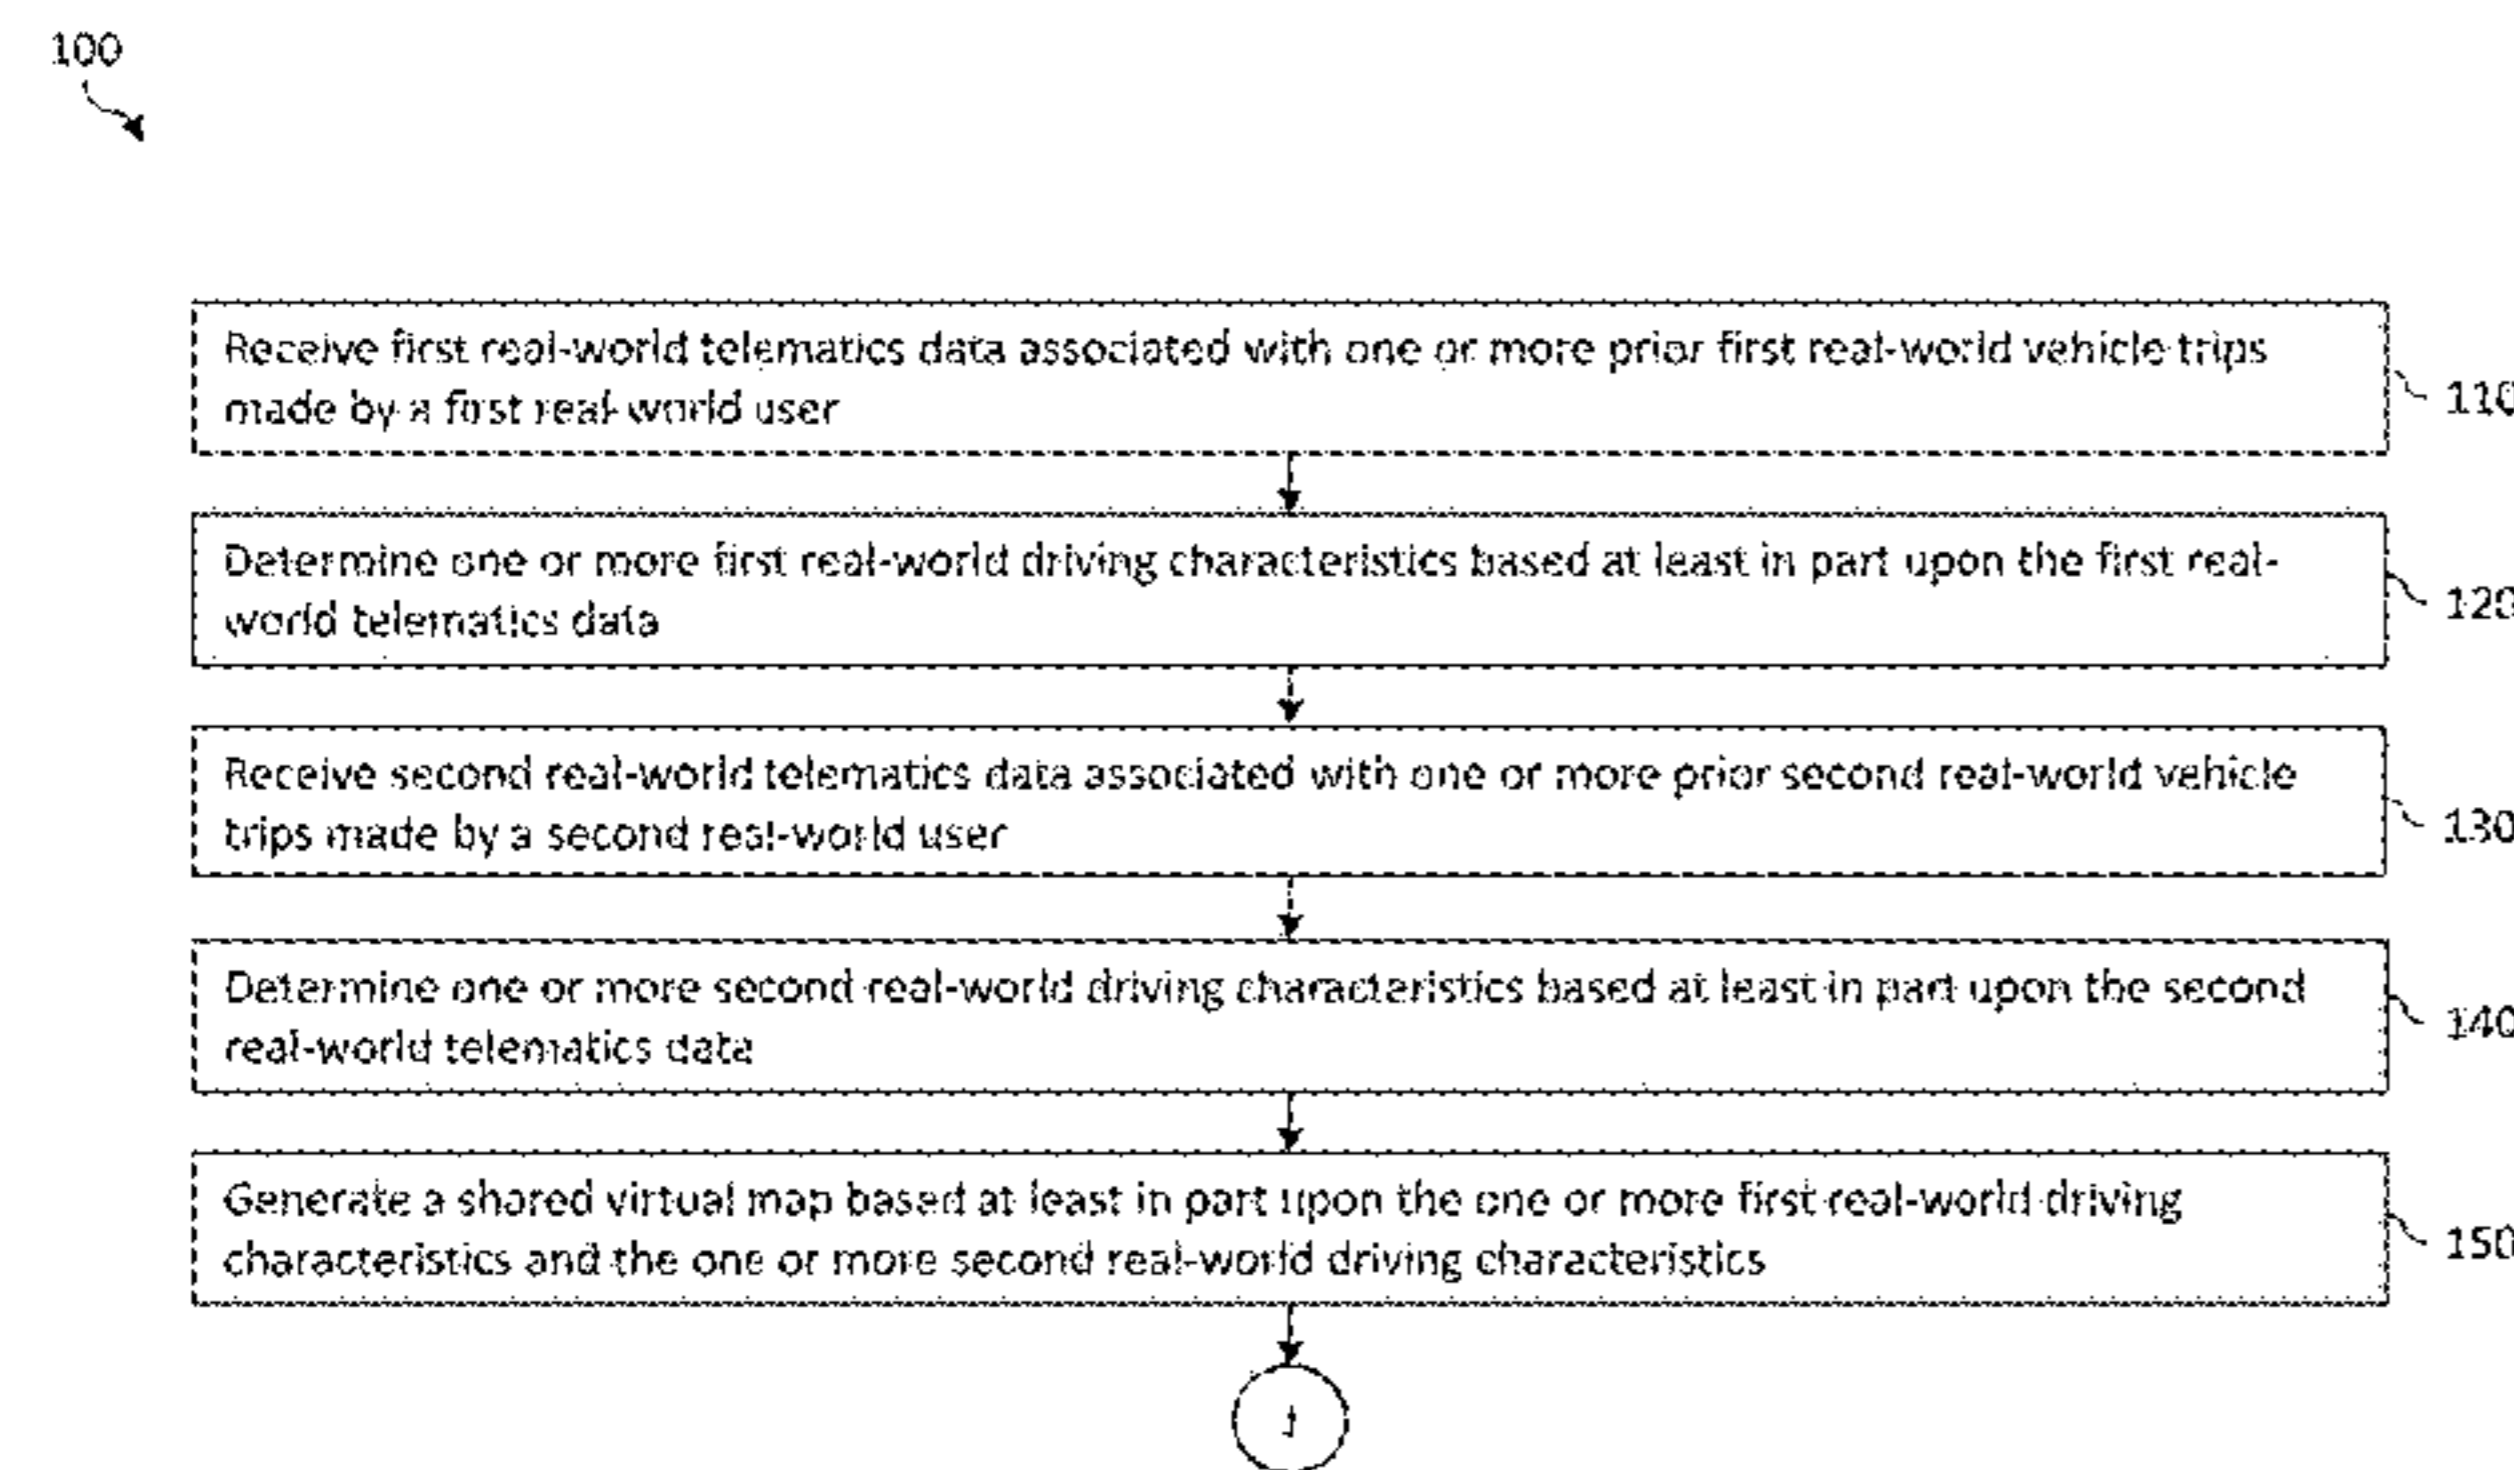 100
Receive first real-world telematics data associated with one or more prior first real-world vehicle trips
made by a first real-world user
110
Determine one or more first real-world driving characteristics based at least in part upon the first real-
world telematics data
120
Receive second real-world telematics data associated with one or more prior second real-world vehicle
trips made by a second real-world user
130
Determine one or more second real-world driving characteristics based at least in part upon the second
real-world telematics data
140
Generate a shared virtual map based at least in part upon the one or more first real-world driving
characteristics and the one or more second real-world driving characteristics
150